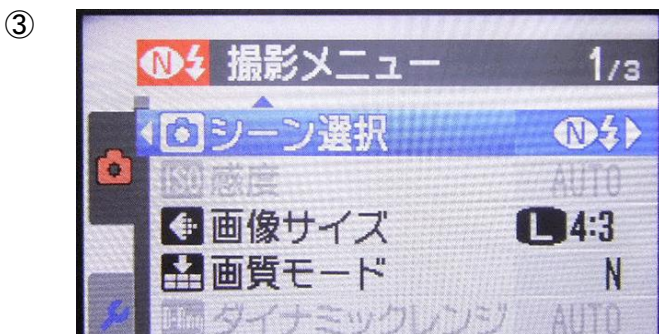 ③
N 撮影メニュー 1/3
シーン選択 N
ISO 感度 AUTO
画像サイズ L 4:3
画質モード N
ダイナミックレンジ AUTO